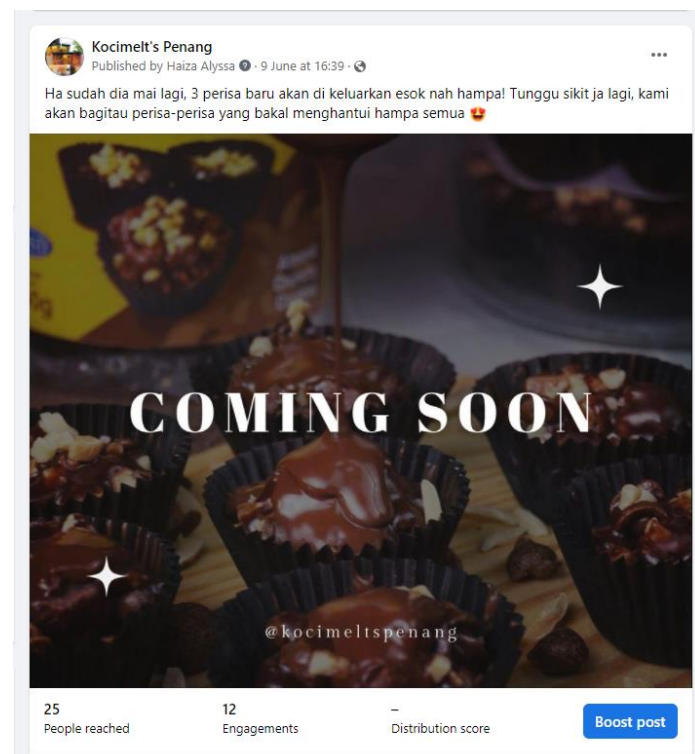 Kocimelt's Penang
Published by Haiza Alyssa · 9 June at 16:39 ·
Ha sudah dia mai lagi, 3 perisa baru akan di keluarkan esok nah hampa! Tunggu sikit ja lagi, kami
akan bagitau perisa-perisa yang bakal menghantui hampa semua 😍
COMING SOON
@kocimeltspenang
25
12
–
People reached
Engagements
Distribution score
Boost post